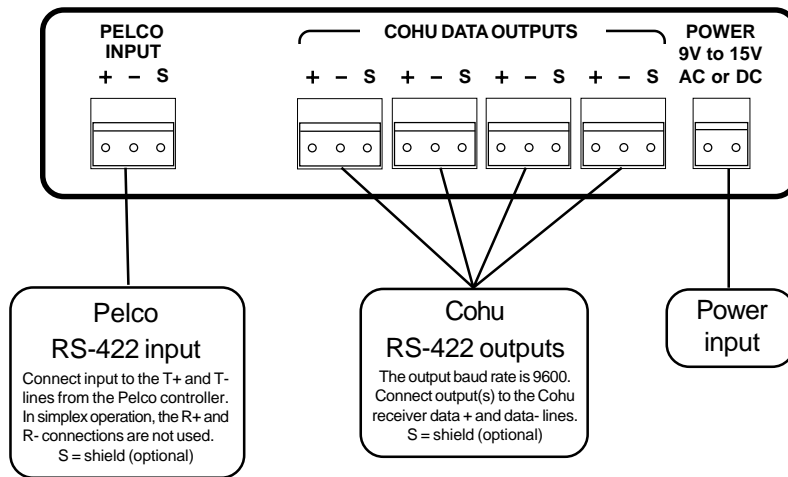 PELCO
INPUT
+ – S
COHU DATA OUTPUTS
+ – S + – S + – S + – S
POWER
9V to 15V
AC or DC
Pelco
RS-422 input
Connect input to the T+ and T-
lines from the Pelco controller.
In simplex operation, the R+ and
R- connections are not used.
S = shield (optional)
Cohu
RS-422 outputs
The output baud rate is 9600.
Connect output(s) to the Cohu
receiver data + and data- lines.
S = shield (optional)
Power
input